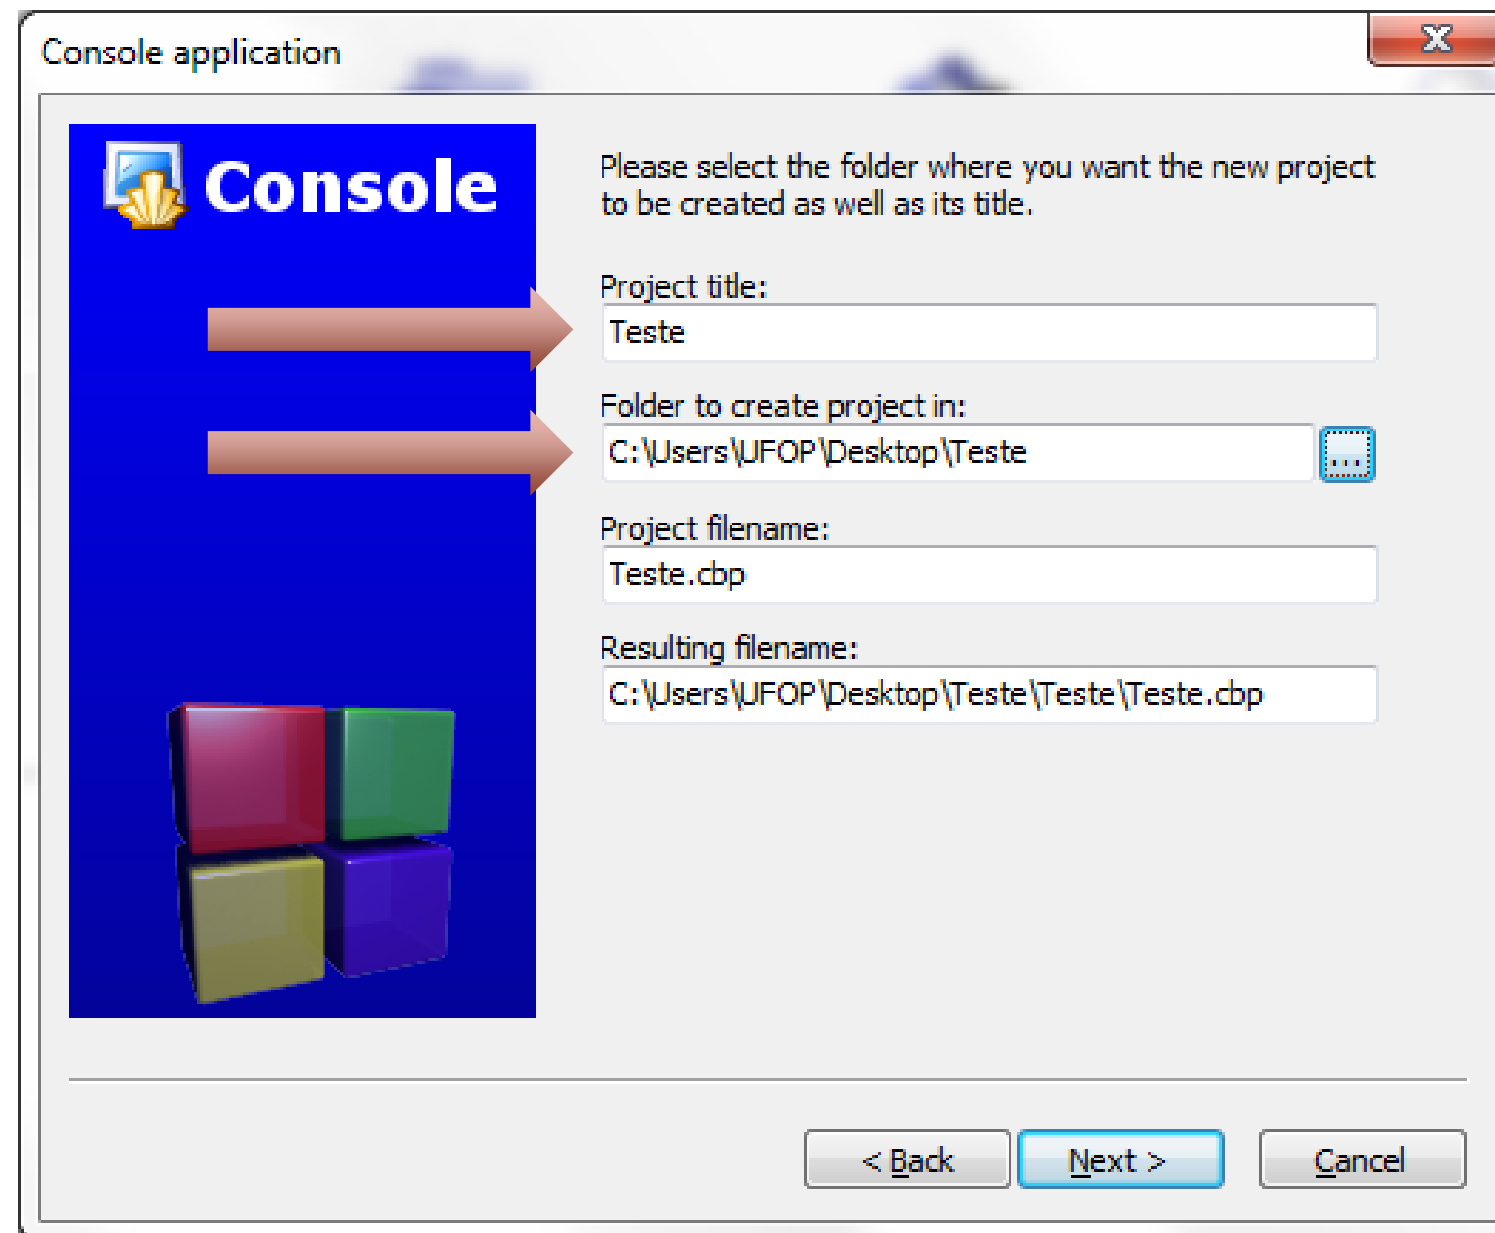 Console application
Console
Please select the folder where you want the new project
to be created as well as its title.
Project title:
Teste
Folder to create project in:
C:\Users\UFOP\Desktop\Teste
...
Project filename:
Teste.cbp
Resulting filename:
C:\Users\UFOP\Desktop\Teste\Teste\Teste.cbp
< Back
Next >
Cancel